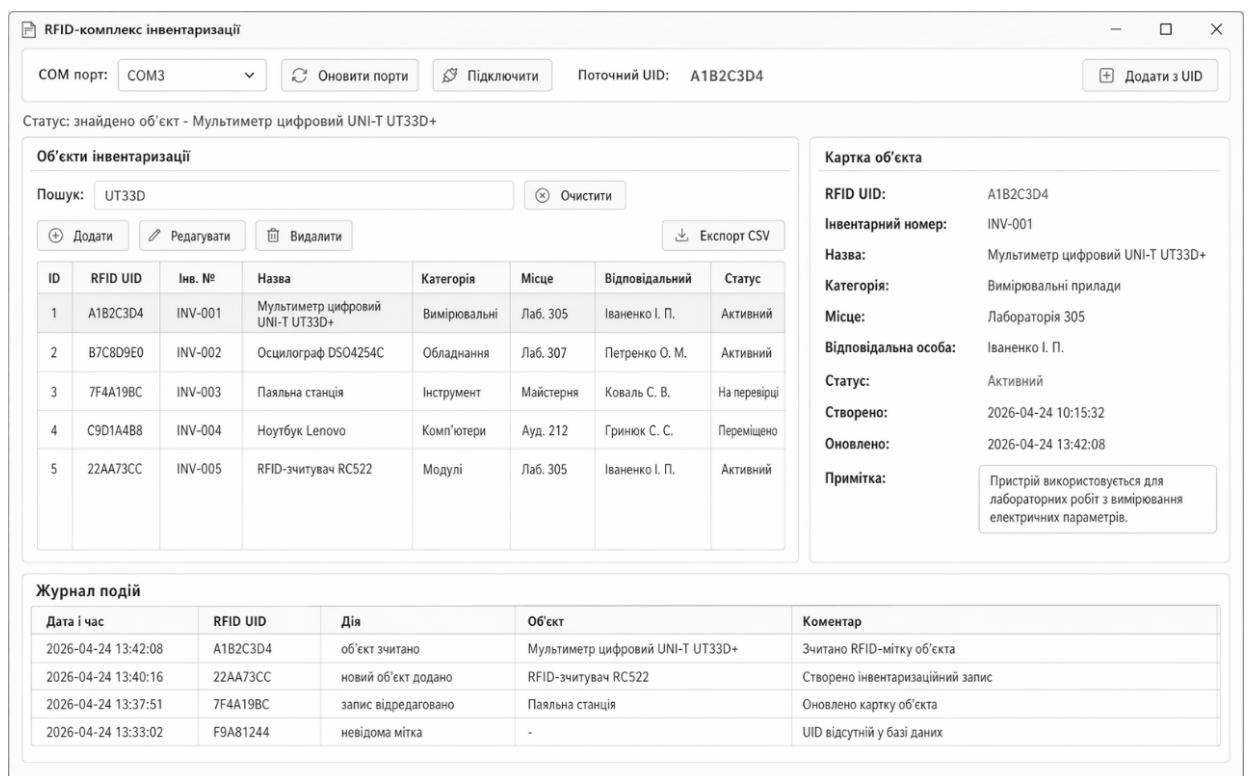 RFID-комплекс інвентаризації
COM порт: COM3 Оновити порти Підключити Поточний UID: A1B2C3D4 Додати з UID
Статус: знайдено об'єкт - Мультиметр цифровий UNI-T UT33D+
Об'єкти інвентаризації
Пошук: UT33D Очистити
Додати Редагувати Видалити Експорт CSV
ID RFID UID Інв. № Назва Категорія Місце Відповідальний Статус
1 A1B2C3D4 INV-001 Мультиметр цифровий UNI-T UT33D+ Вимірювальні Лаб. 305 Іваненко І. П. Активний
2 B7C8D9E0 INV-002 Осцилограф DSO4254C Обладнання Лаб. 307 Петренко О. М. Активний
3 7F4A19BC INV-003 Паяльна станція Інструмент Майстерня Коваль С. В. На перевірці
4 C9D1A4B8 INV-004 Ноутбук Lenovo Комп'ютери Ауд. 212 Гринюк С. С. Переміщено
5 22AA73CC INV-005 RFID-зчитувач RC522 Модулі Лаб. 305 Іваненко І. П. Активний
Картка об'єкта
RFID UID: A1B2C3D4
Інвентарний номер: INV-001
Назва: Мультиметр цифровий UNI-T UT33D+
Категорія: Вимірювальні прилади
Місце: Лабораторія 305
Відповідальна особа: Іваненко І. П.
Статус: Активний
Створено: 2026-04-24 10:15:32
Оновлено: 2026-04-24 13:42:08
Примітка: Пристрій використовується для
лабораторних робіт з вимірювання
електричних параметрів.
Журнал подій
Дата і час RFID UID Дія Об'єкт Коментар
2026-04-24 13:42:08 A1B2C3D4 об'єкт зчитано Мультиметр цифровий UNI-T UT33D+ Зчитано RFID-мітку об'єкта
2026-04-24 13:40:16 22AA73CC новий об'єкт додано RFID-зчитувач RC522 Створено інвентаризаційний запис
2026-04-24 13:37:51 7F4A19BC запис відредаговано Паяльна станція Оновлено картку об'єкта
2026-04-24 13:33:02 F9A81244 невідома мітка - UID відсутній у базі даних